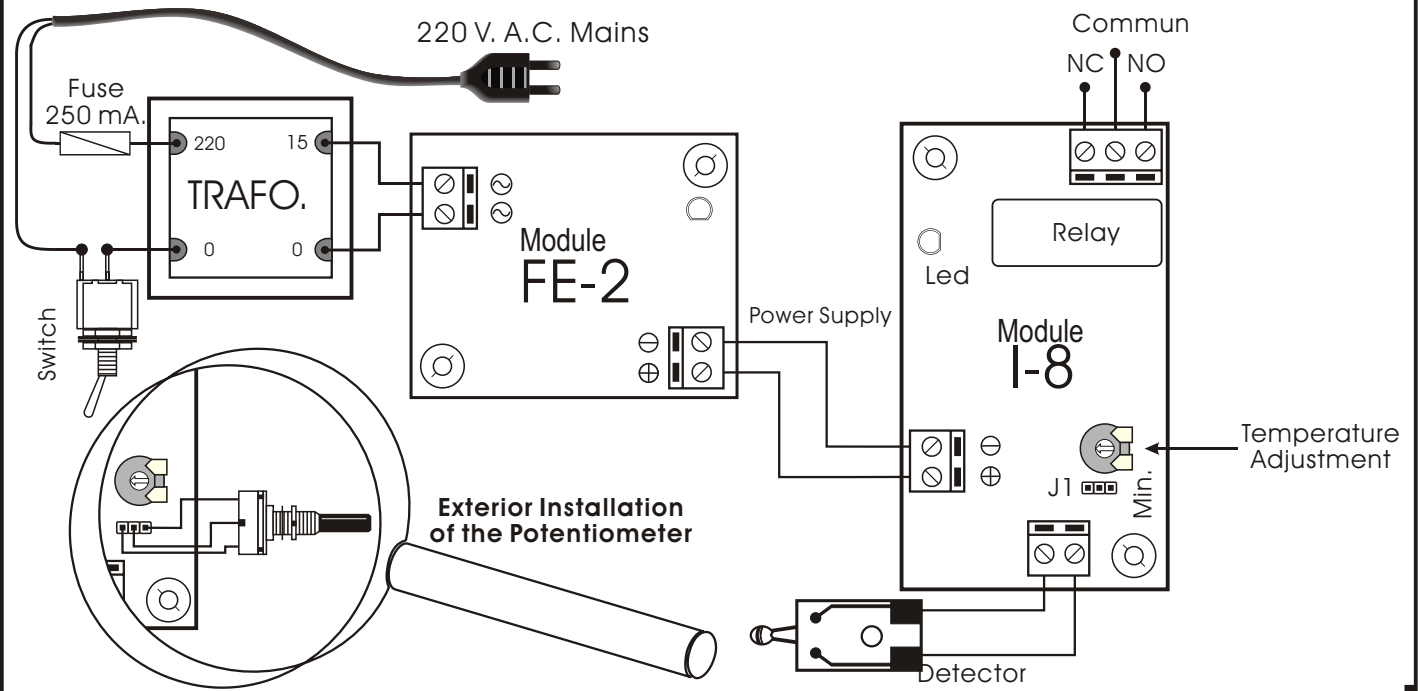 220 V. A.C. Mains
Fuse
250 mA.
220
15
TRAFO.
0
0
Switch
Module
FE-2
Power Supply
Commun
NC
NO
Relay
Led
Module
I-8
Temperature
Adjustment
J1
Min.
Exterior Installation
of the Potentiometer
Detector